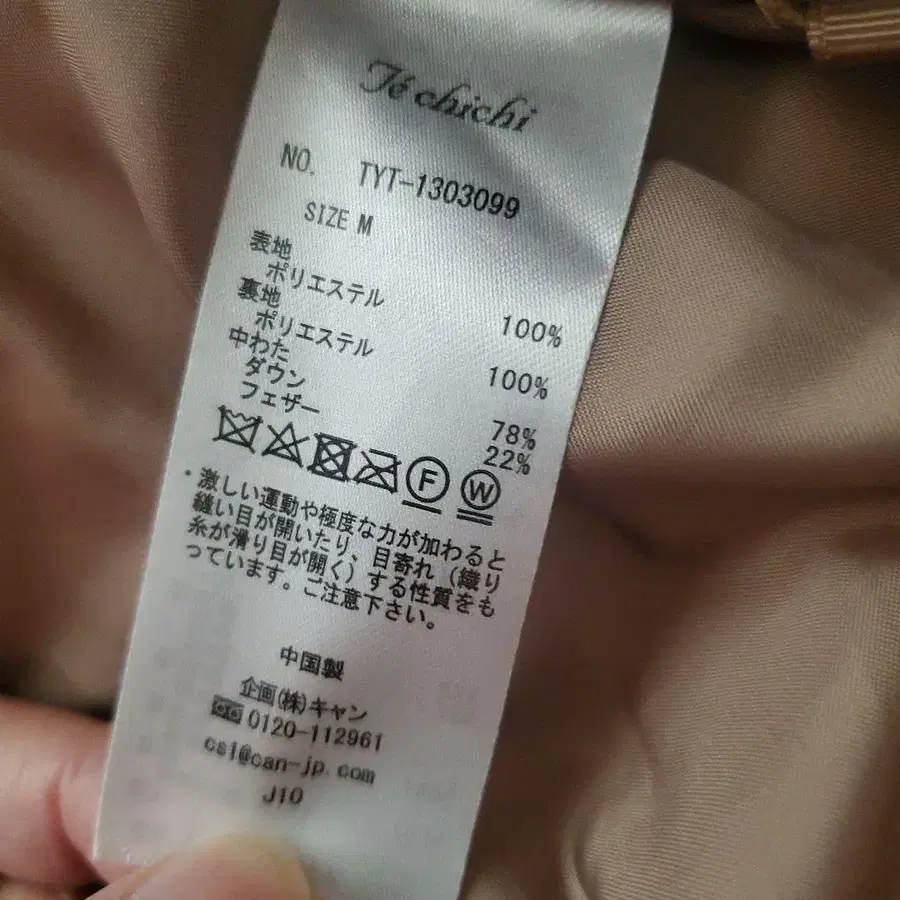 Té chichi
NO. TYT-1303099
SIZE M
表地
ポリエステル 100%
裏地
ポリエステル 100%
中わた
ダウン 78%
フェザー 22%
F W
・激しい運動や極度な力が加わると
縫い目が開いたり、目寄れ（織り
糸が滑り目が開く）する性質をも
っています。ご注意下さい。
中国製
企画(株)キャン
0120-112961
cs1@can-jp.com
J10